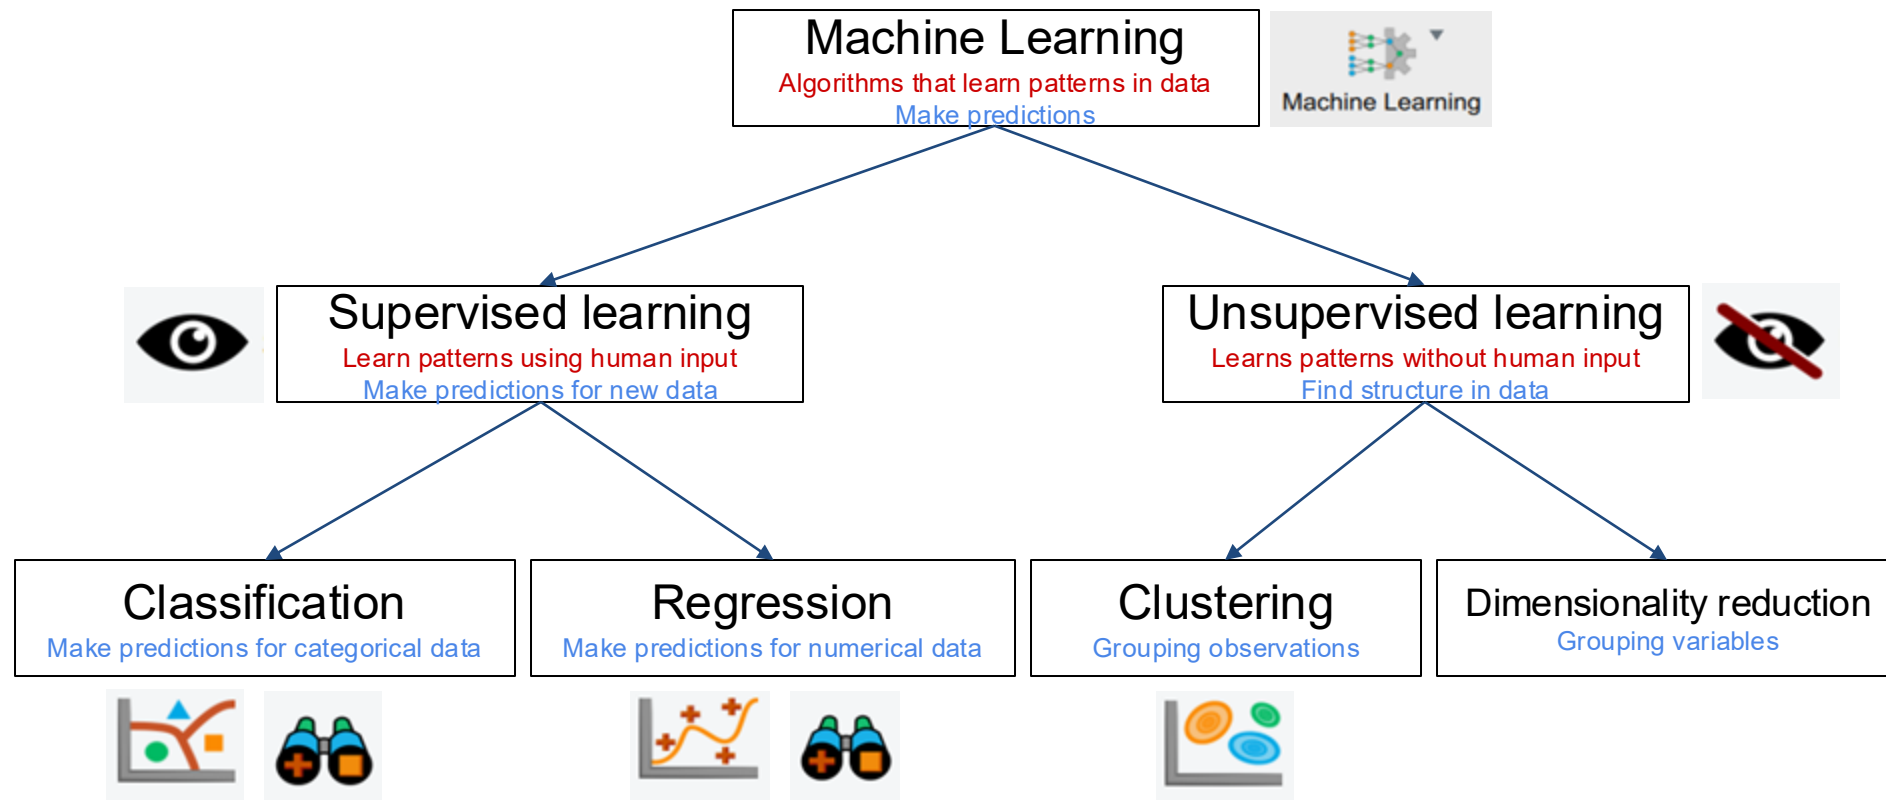 Machine Learning
Algorithms that learn patterns in data
Make predictions
Machine Learning
Supervised learning
Learn patterns using human input
Make predictions for new data
Unsupervised learning
Learns patterns without human input
Find structure in data
Classification
Make predictions for categorical data
Regression
Make predictions for numerical data
Clustering
Grouping observations
Dimensionality reduction
Grouping variables